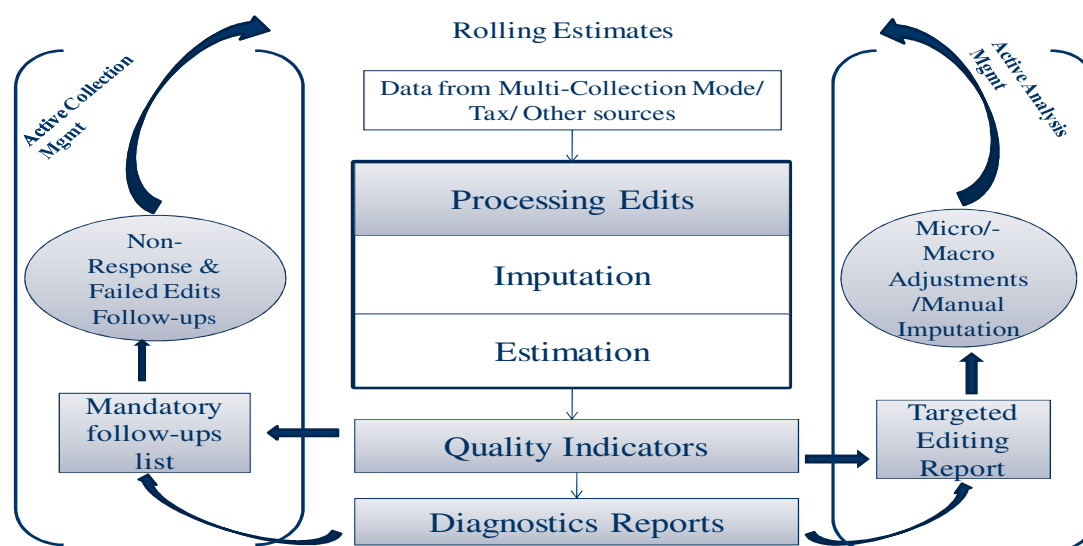 Rolling Estimates
Active Collection
Mgmt
Active Analysis
Mgmt
Data from Multi-Collection Mode/
Tax/ Other sources
Processing Edits
Imputation
Estimation
Non-
Response &
Failed Edits
Follow-ups
Micro/-
Macro
Adjustments
/Manual
Imputation
Mandatory
follow-ups
list
Quality Indicators
Targeted
Editing
Report
Diagnostics Reports